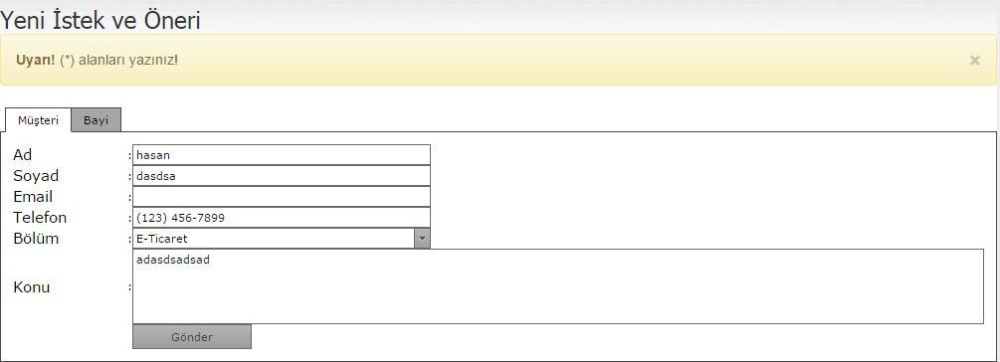 Yeni İstek ve Öneri
Uyarı! (*) alanları yazınız!
×
Müşteri Bayi
Ad : hasan
Soyad : dasdsa
Email :
Telefon : (123) 456-7899
Bölüm : E-Ticaret
adasdsadsad
Konu :
Gönder